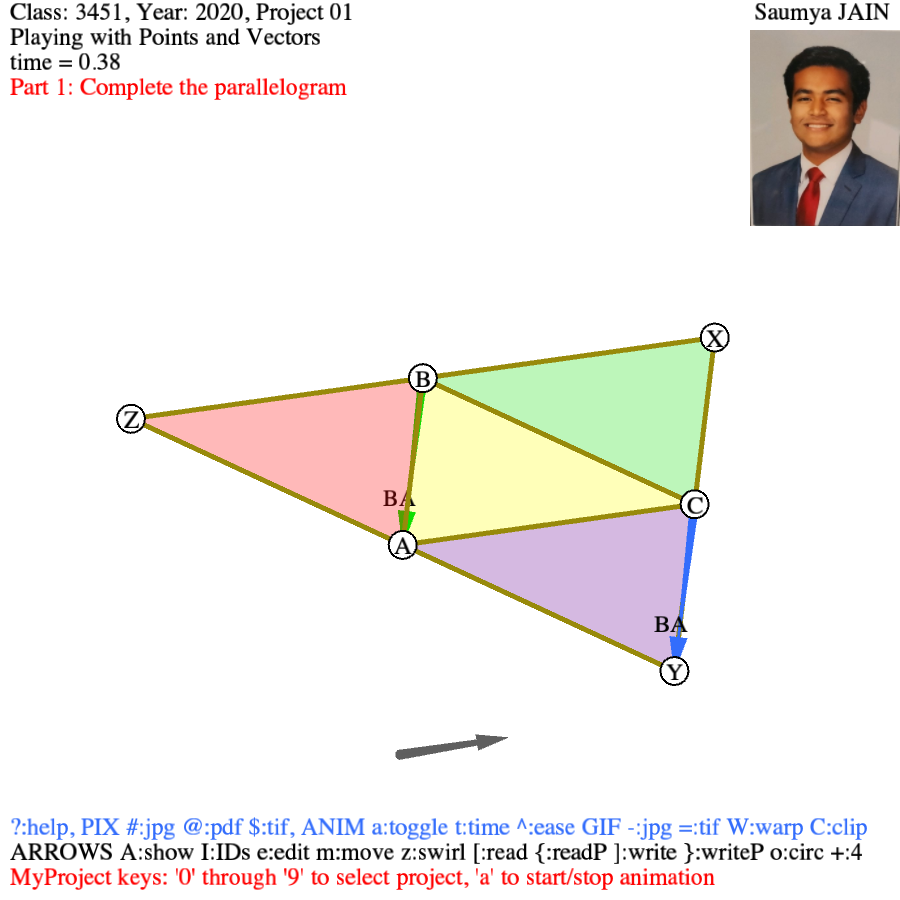 Class: 3451, Year: 2020, Project 01
Saumya JAIN
Playing with Points and Vectors
time = 0.38
Part 1: Complete the parallelogram
X
B
Z
BA
C
A
BA
Y
?:help, PIX #:jpg @:pdf $:tif, ANIM a:toggle t:time ^:ease GIF -:jpg =:tif W:warp C:clip
ARROWS A:show I:IDs e:edit m:move z:swirl [:read {:readP ]:write }:writeP o:circ +:4
MyProject keys: '0' through '9' to select project, 'a' to start/stop animation